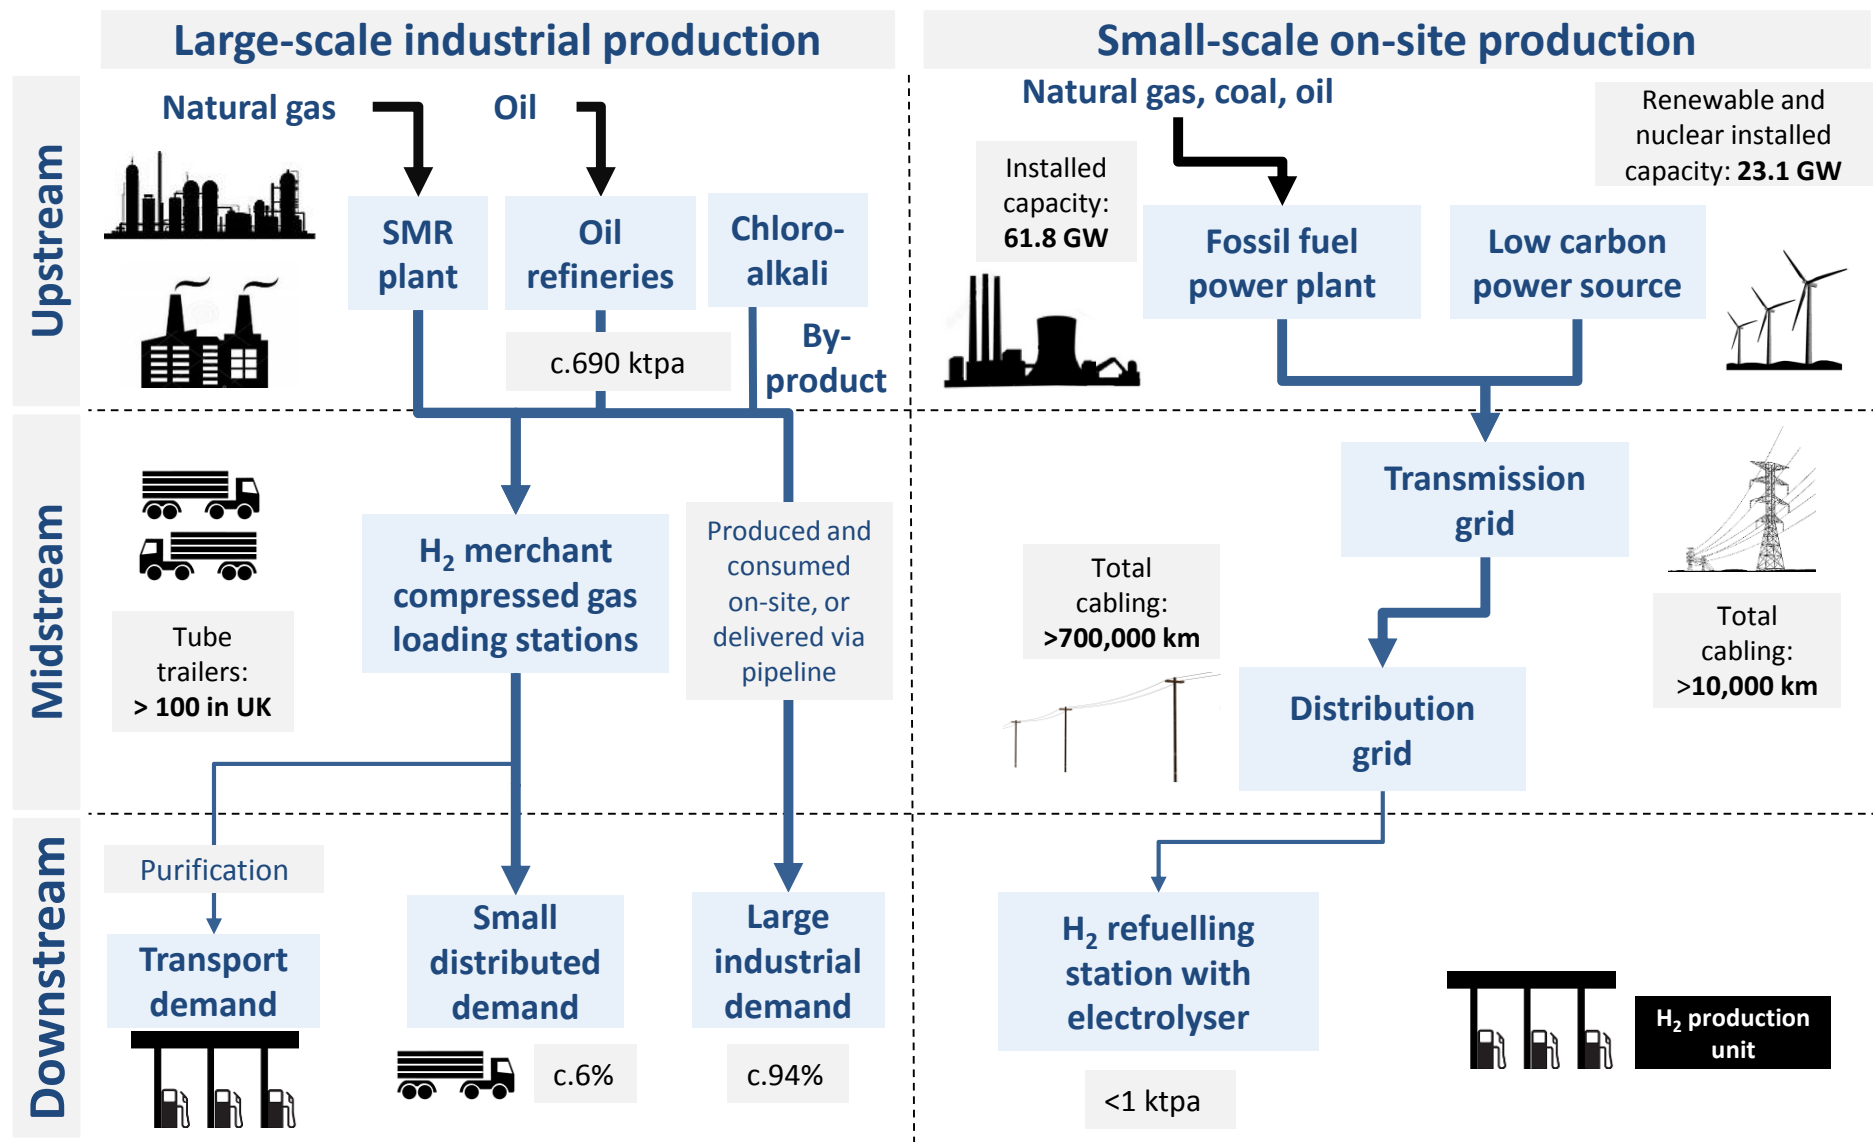 Large-scale industrial production
Small-scale on-site production
Upstream
Natural gas
Oil
SMR
plant
Oil
refineries
Chloro-
alkali
c.690 ktpa
By-
product
Natural gas, coal, oil
Installed
capacity:
61.8 GW
Renewable and
nuclear installed
capacity: 23.1 GW
Fossil fuel
power plant
Low carbon
power source
Midstream
Tube
trailers:
> 100 in UK
H₂ merchant
compressed gas
loading stations
Produced and
consumed
on-site, or
delivered via
pipeline
Transmission
grid
Total
cabling:
>700,000 km
Total
cabling:
>10,000 km
Distribution
grid
Downstream
Purification
Transport
demand
Small
distributed
demand
c.6%
Large
industrial
demand
c.94%
H₂ refuelling
station with
electrolyser
<1 ktpa
H₂ production
unit